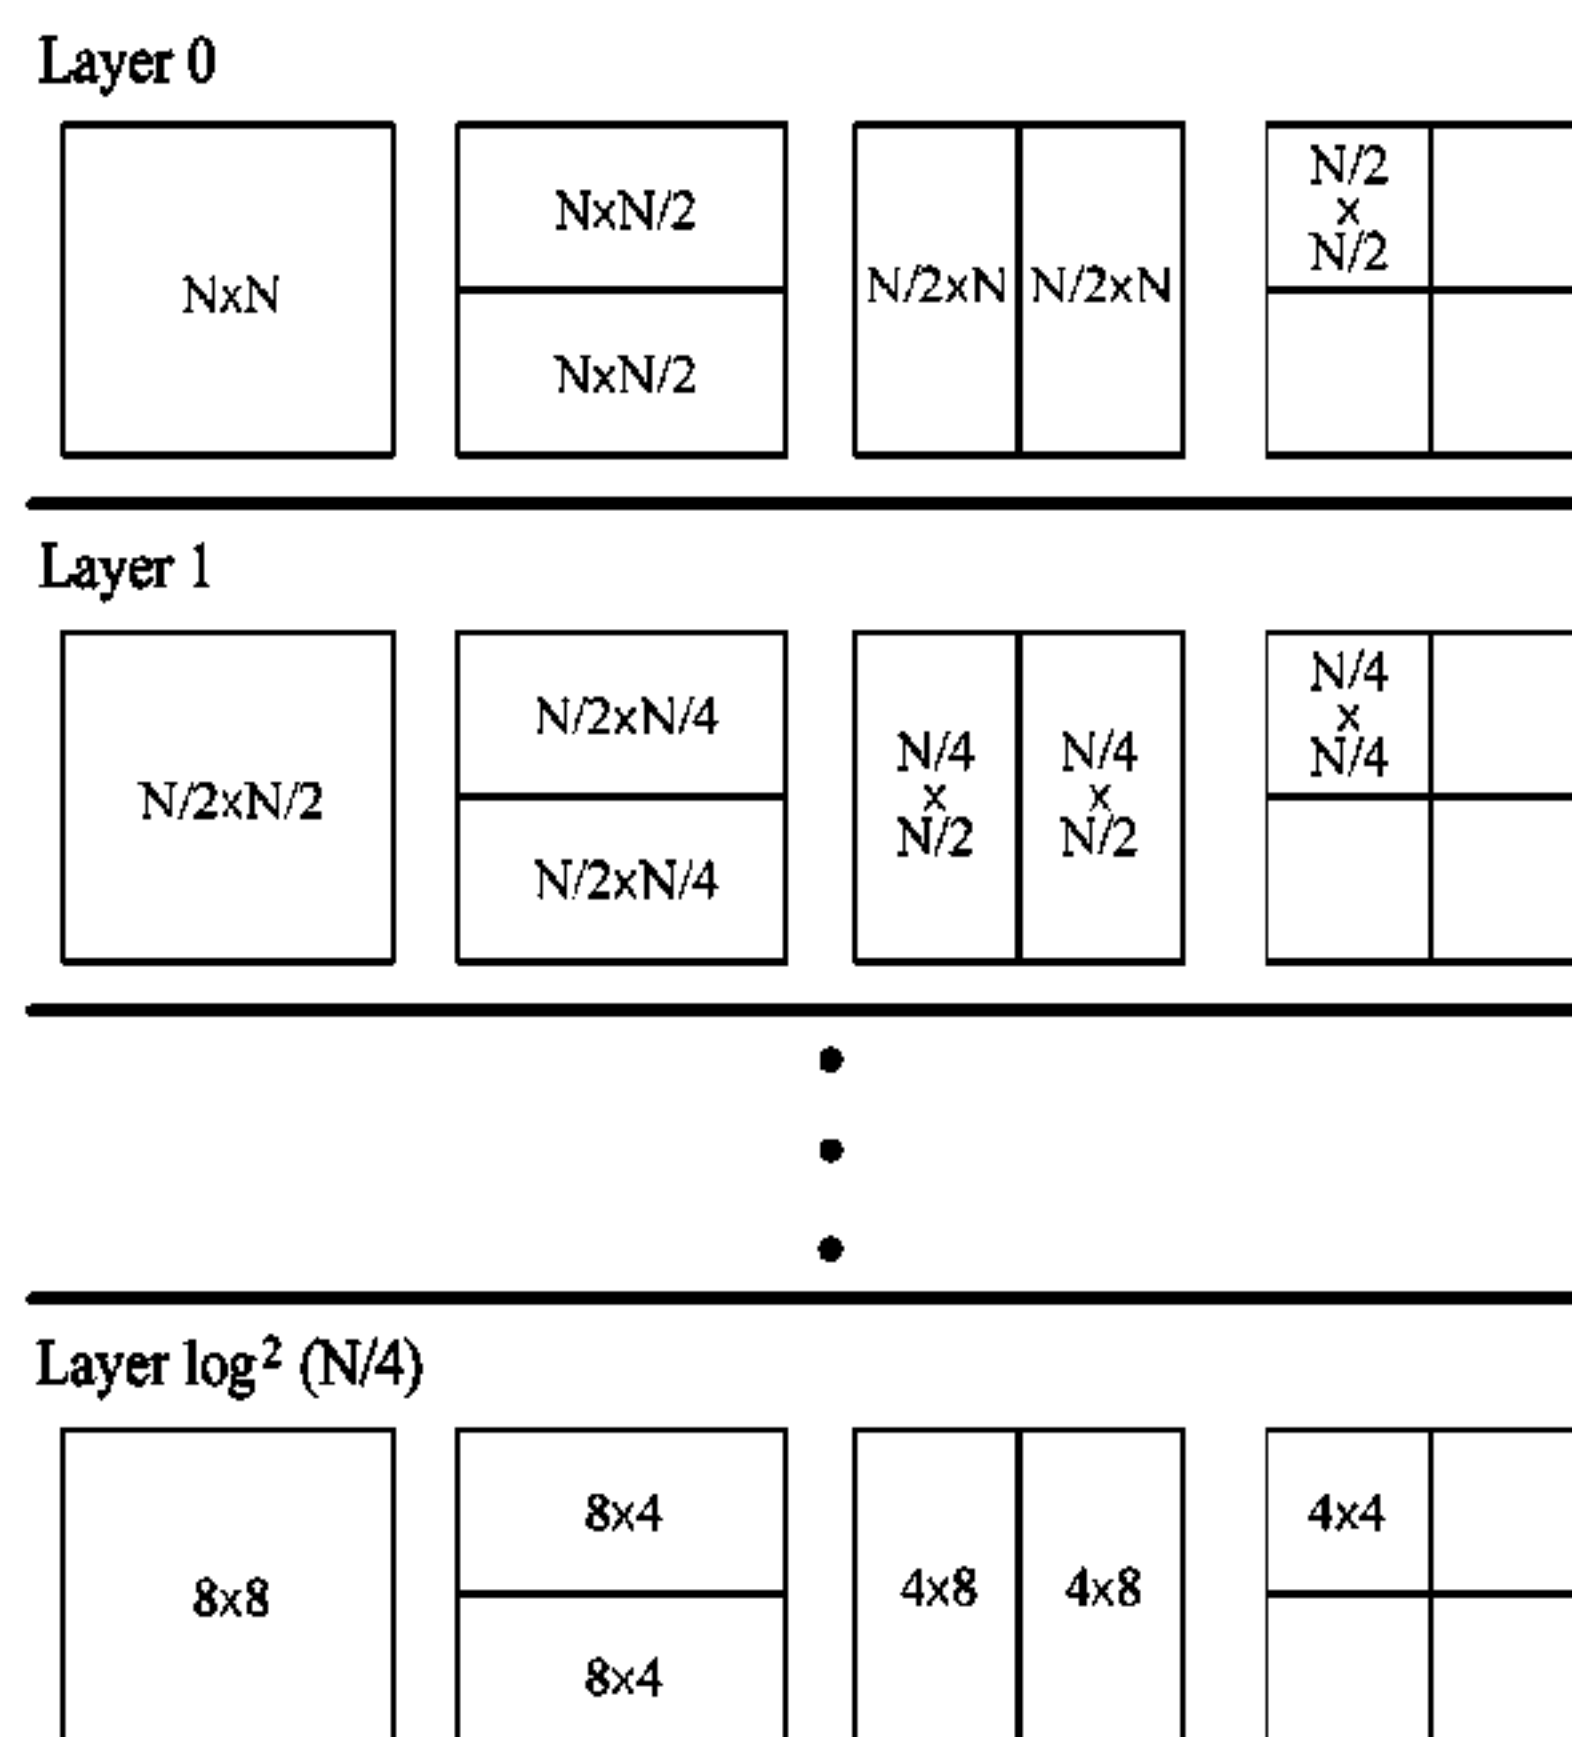 Layer 0
NxN
NxN/2
NxN/2
N/2xN
N/2xN
N/2
x
N/2
Layer 1
N/2xN/2
N/2xN/4
N/2xN/4
N/4
x
N/2
N/4
x
N/2
N/4
x
N/4
Layer log² (N/4)
8x8
8x4
8x4
4x8
4x8
4x4